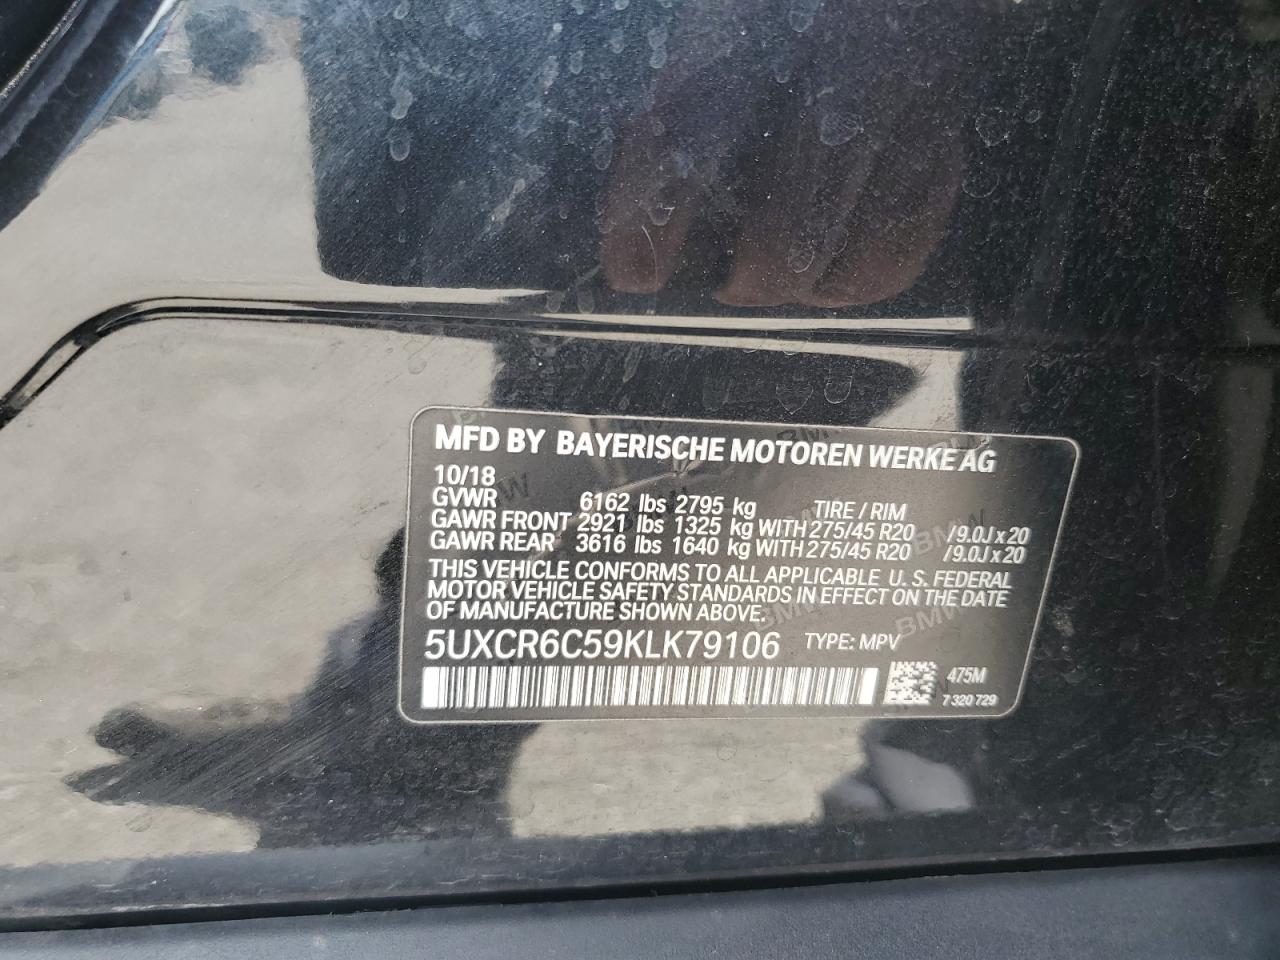 MFD BY BAYERISCHE MOTOREN WERKE AG
10/18
GVWR 6162 lbs 2795 kg TIRE / RIM
GAWR FRONT 2921 lbs 1325 kg WITH 275/45 R20 / 9.0J x 20
GAWR REAR 3616 lbs 1640 kg WITH 275/45 R20 / 9.0J x 20
THIS VEHICLE CONFORMS TO ALL APPLICABLE U. S. FEDERAL
MOTOR VEHICLE SAFETY STANDARDS IN EFFECT ON THE DATE
OF MANUFACTURE SHOWN ABOVE.
5UXCR6C59KLK79106 TYPE: MPV
475M
7 320 729